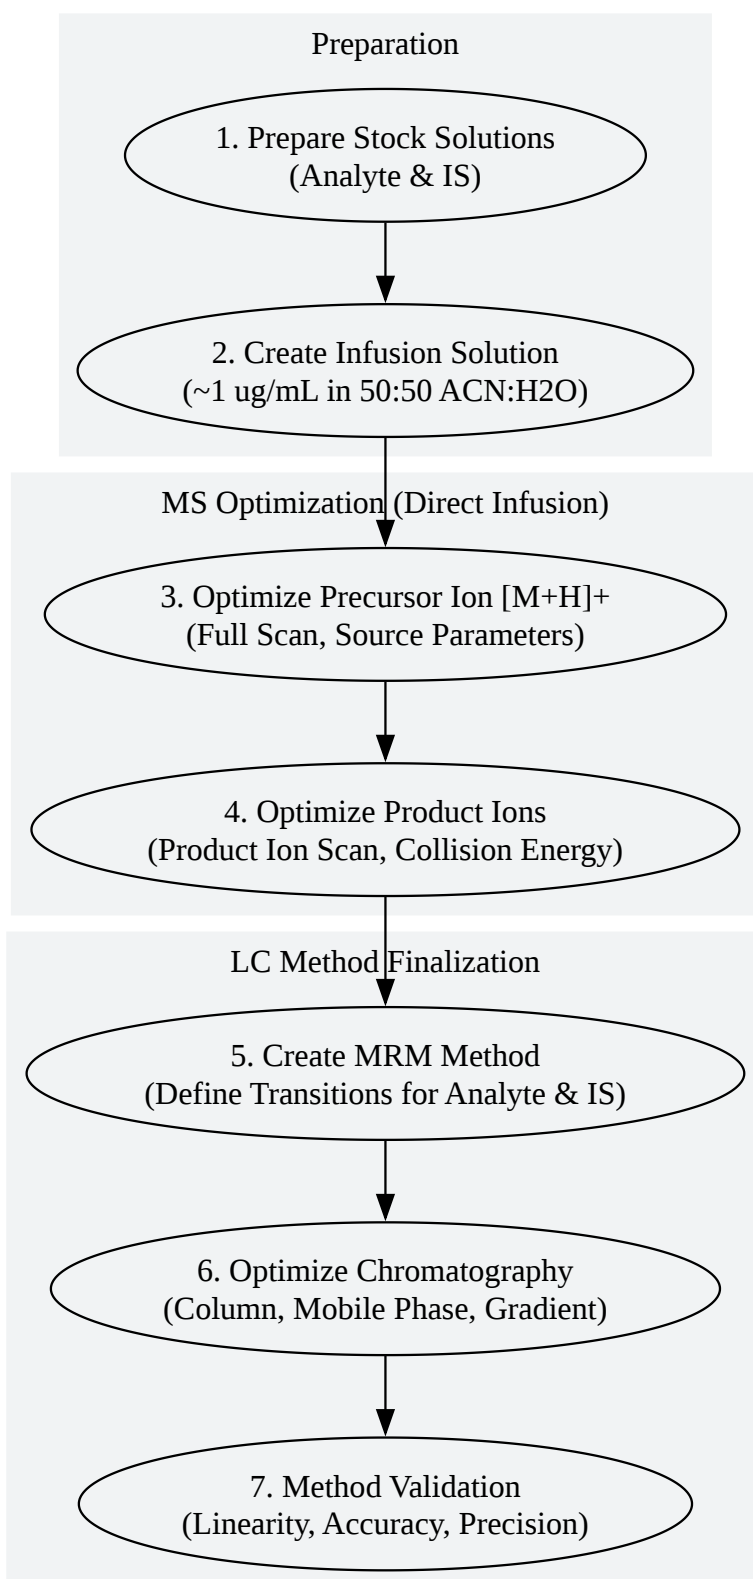 Preparation
1. Prepare Stock Solutions
(Analyte & IS)
2. Create Infusion Solution
(~1 ug/mL in 50:50 ACN:H2O)
MS Optimization (Direct Infusion)
3. Optimize Precursor Ion [M+H]+
(Full Scan, Source Parameters)
4. Optimize Product Ions
(Product Ion Scan, Collision Energy)
LC Method Finalization
5. Create MRM Method
(Define Transitions for Analyte & IS)
6. Optimize Chromatography
(Column, Mobile Phase, Gradient)
7. Method Validation
(Linearity, Accuracy, Precision)